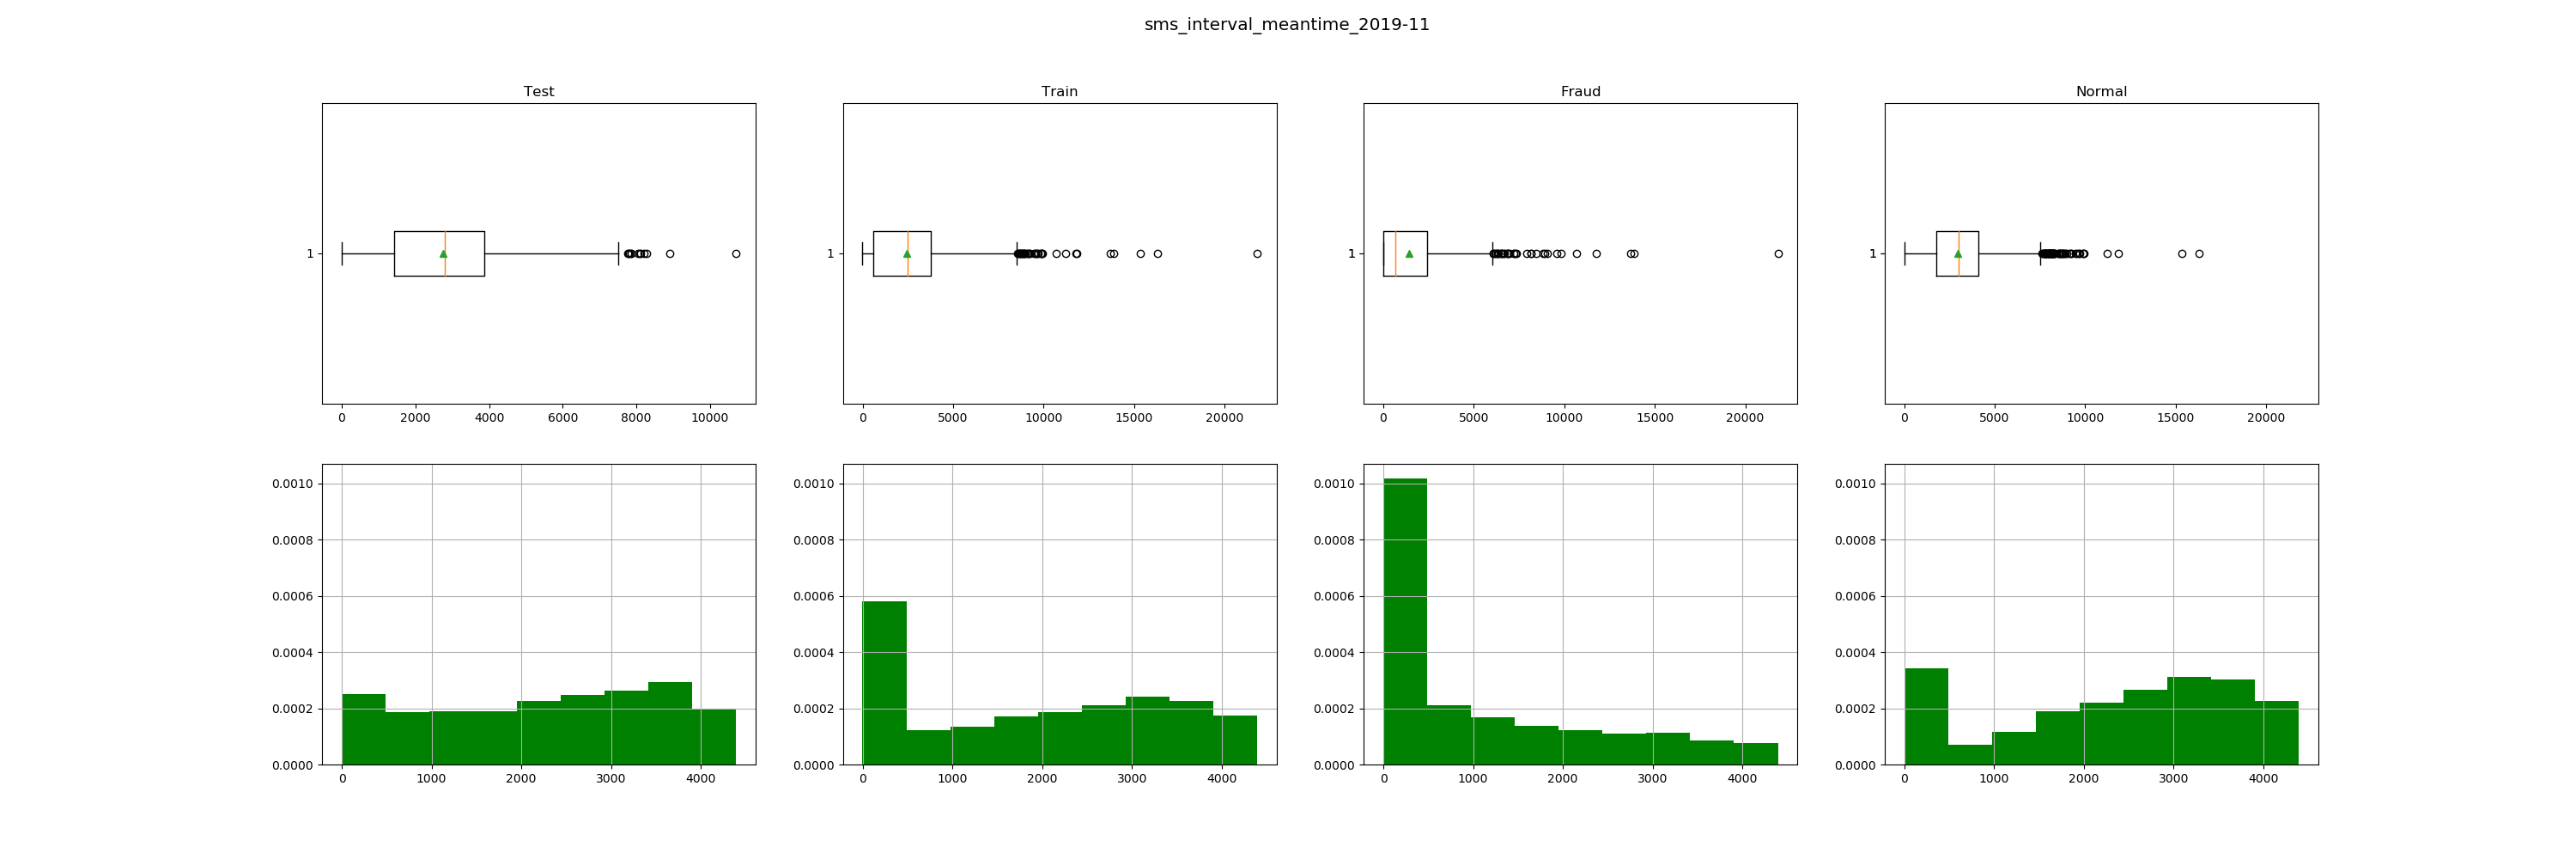 sms_interval_meantime_2019-11
Test Train Fraud Normal
1 1 1 1
0 2000 4000 6000 8000 10000 0 5000 10000 15000 20000 0 5000 10000 15000 20000 0 5000 10000 15000 20000
0.0010 0.0010 0.0010 0.0010
0.0008 0.0008 0.0008 0.0008
0.0006 0.0006 0.0006 0.0006
0.0004 0.0004 0.0004 0.0004
0.0002 0.0002 0.0002 0.0002
0.0000 0.0000 0.0000 0.0000
0 1000 2000 3000 4000 0 1000 2000 3000 4000 0 1000 2000 3000 4000 0 1000 2000 3000 4000